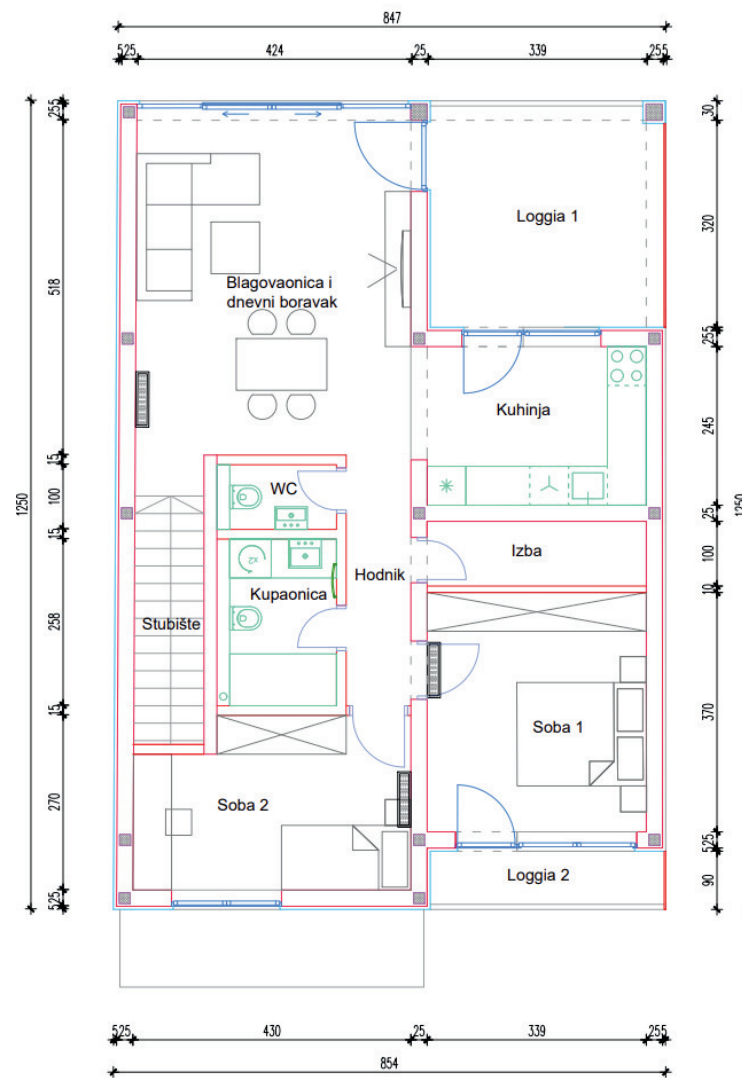 847
525
424
25
339
255
255
518
15
100
15
258
15
270
525
1250
30
320
255
245
25
100
10
370
525
90
1250
Loggia 1
Blagovaonica i
dnevni boravak
Kuhinja
WC
Izba
Hodnik
Kupaonica
x2
Stubište
Soba 1
Soba 2
Loggia 2
525
430
25
339
255
854